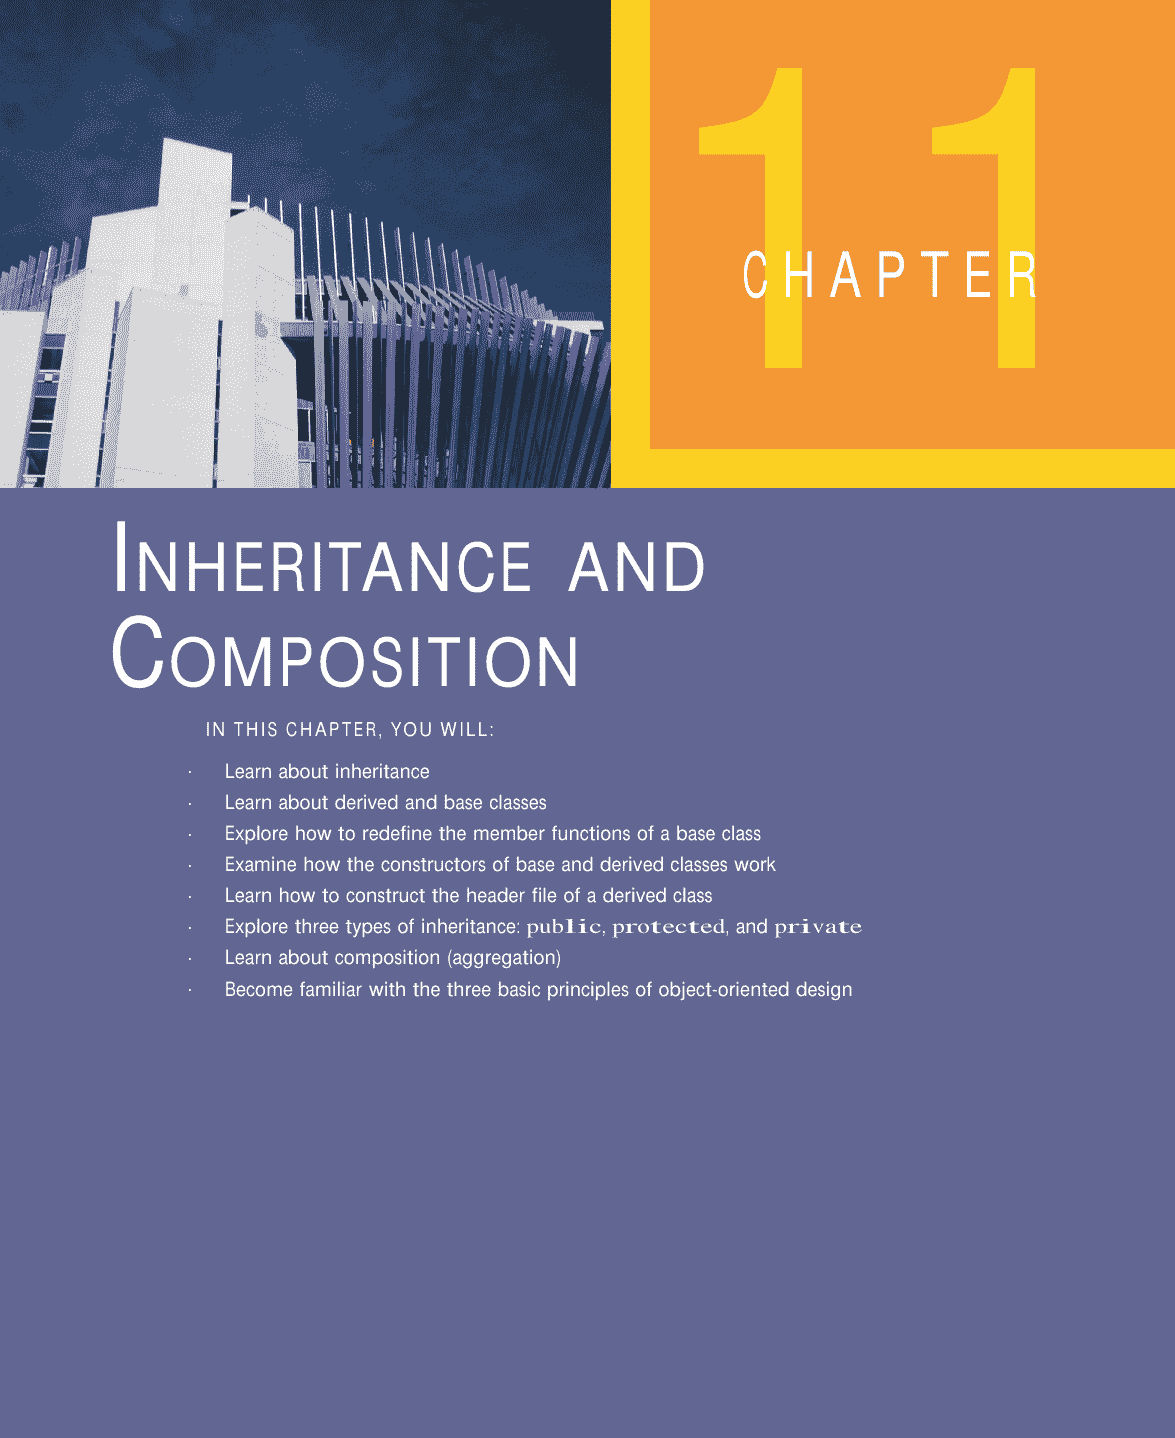 11
CHAPTER
INHERITANCE AND
COMPOSITION
IN THIS CHAPTER, YOU WILL:
· Learn about inheritance
· Learn about derived and base classes
· Explore how to redefine the member functions of a base class
· Examine how the constructors of base and derived classes work
· Learn how to construct the header file of a derived class
· Explore three types of inheritance: public, protected, and private
· Learn about composition (aggregation)
· Become familiar with the three basic principles of object-oriented design